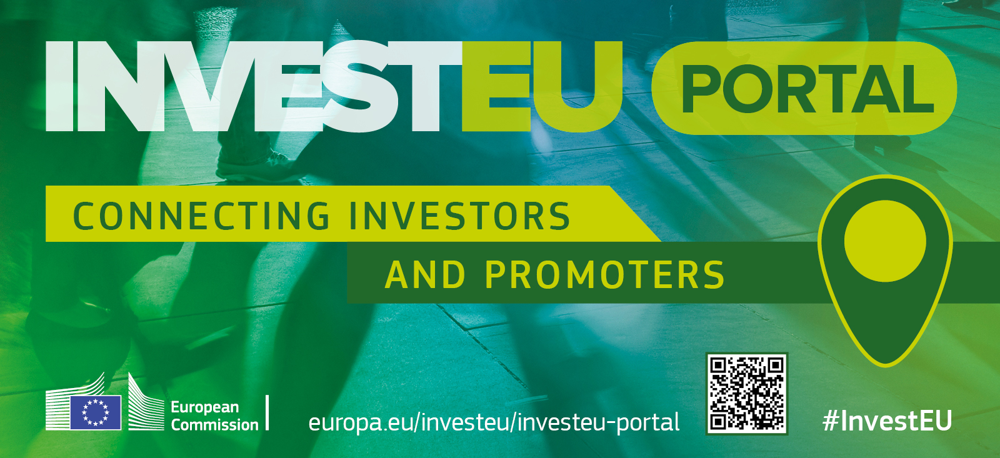 INVESTEU PORTAL
CONNECTING INVESTORS
AND PROMOTERS
European
Commission
europa.eu/investeu/investeu-portal
#InvestEU